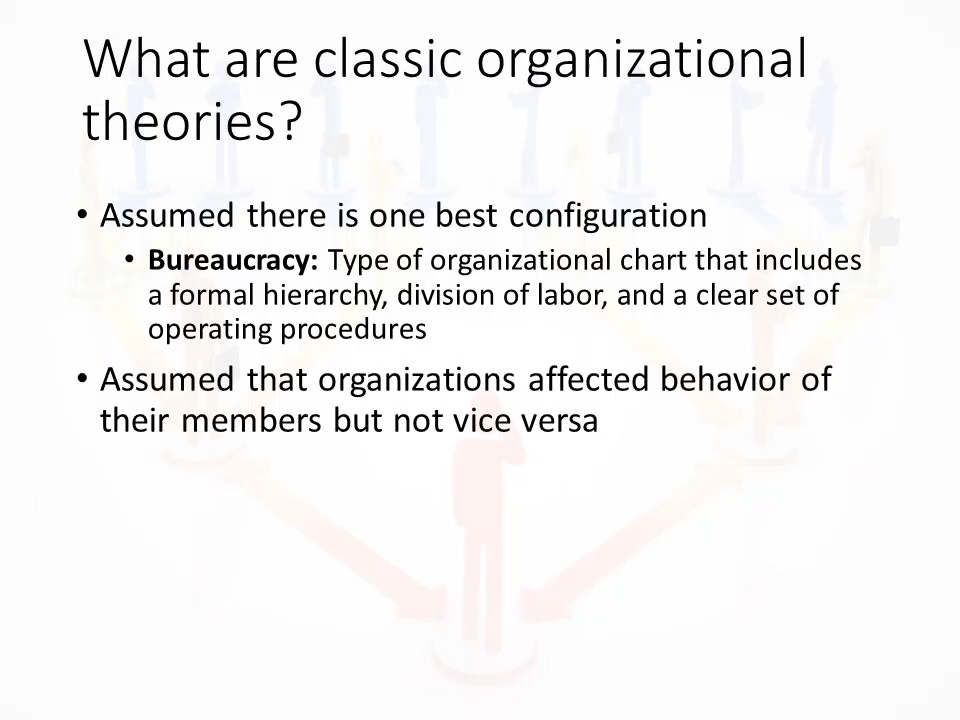 What are classic organizational
theories?
• Assumed there is one best configuration
• Bureaucracy: Type of organizational chart that includes
a formal hierarchy, division of labor, and a clear set of
operating procedures
• Assumed that organizations affected behavior of
their members but not vice versa